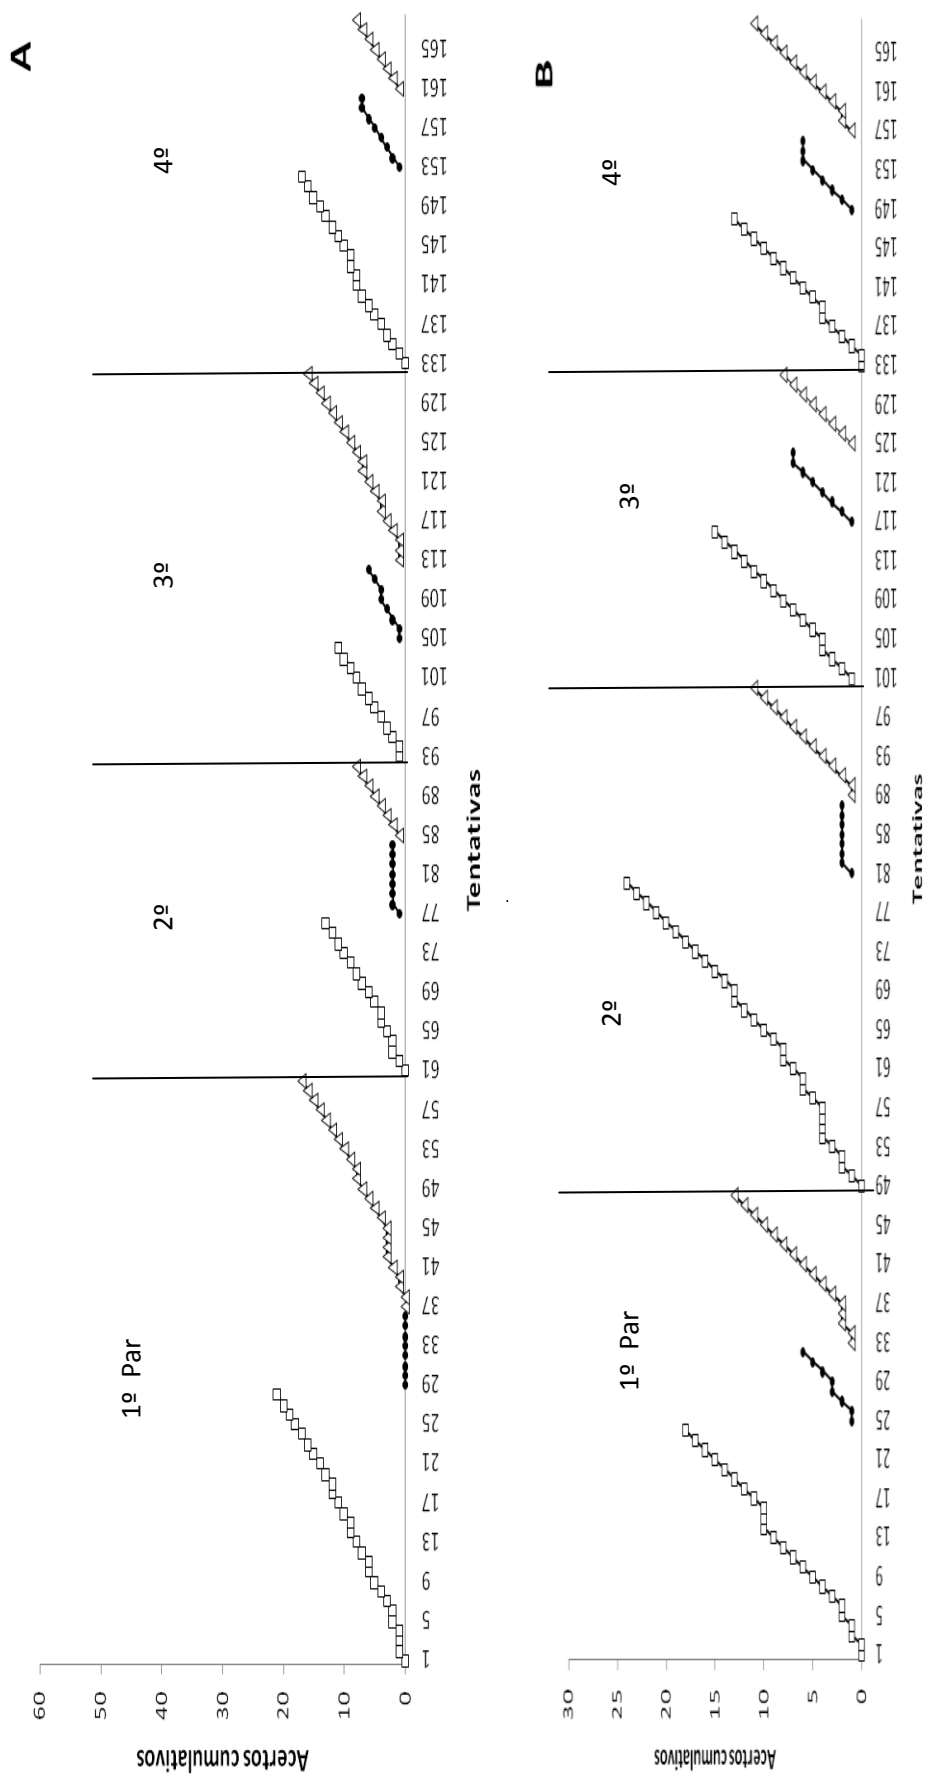 A
1º Par
2º
3º
4º
Acertos cumulativos
60
50
40
30
20
10
0
1 5 9 13 17 21 25 29 33 37 41 45 49 53 57 61 65 69 73 77 81 85 89 93 97 101 105 109 113 117 121 125 129 133 137 141 145 149 153 157 161 165
Tentativas
B
1º Par
2º
3º
4º
Acertos cumulativos
30
25
20
15
10
5
0
1 5 9 13 17 21 25 29 33 37 41 45 49 53 57 61 65 69 73 77 81 85 89 93 97 101 105 109 113 117 121 125 129 133 137 141 145 149 153 157 161 165
Tentativas